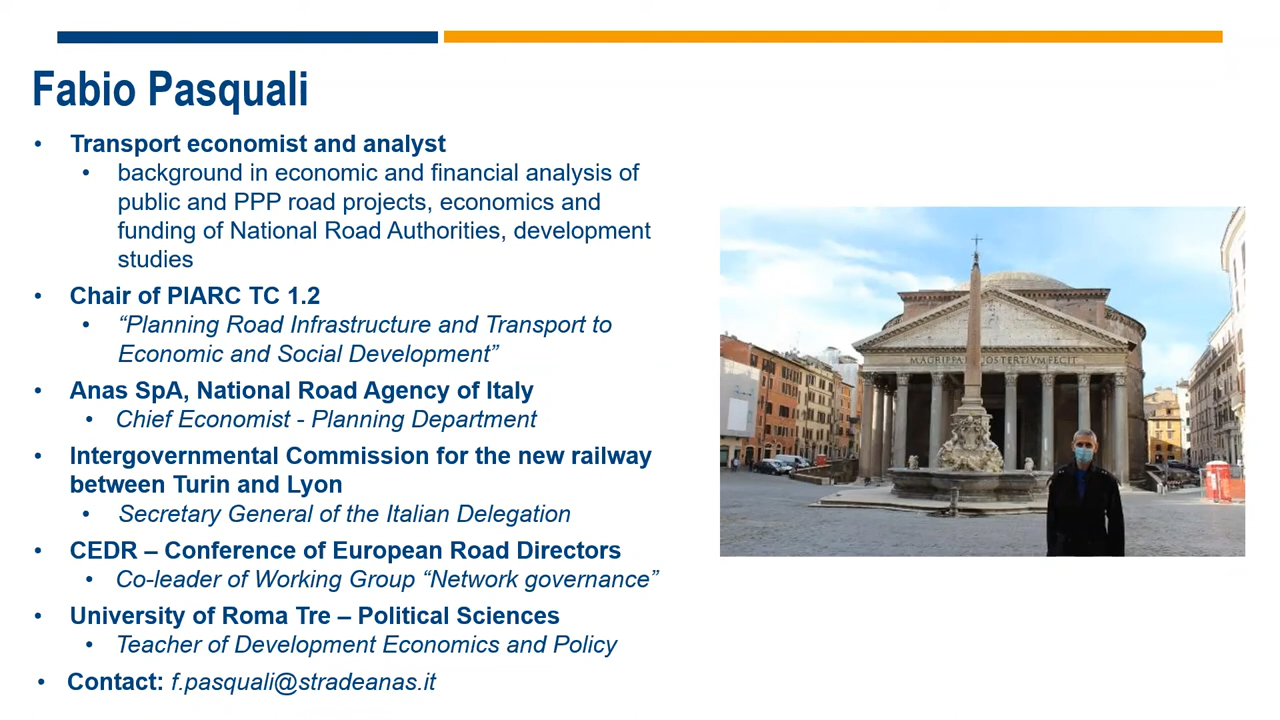 Fabio Pasquali
• Transport economist and analyst
• background in economic and financial analysis of
public and PPP road projects, economics and
funding of National Road Authorities, development
studies
• Chair of PIARC TC 1.2
• “Planning Road Infrastructure and Transport to
Economic and Social Development”
• Anas SpA, National Road Agency of Italy
• Chief Economist - Planning Department
• Intergovernmental Commission for the new railway
between Turin and Lyon
• Secretary General of the Italian Delegation
• CEDR – Conference of European Road Directors
• Co-leader of Working Group “Network governance”
• University of Roma Tre – Political Sciences
• Teacher of Development Economics and Policy
• Contact: f.pasquali@stradeanas.it
M·AGRIPPA OS·TERTIVM·FECIT